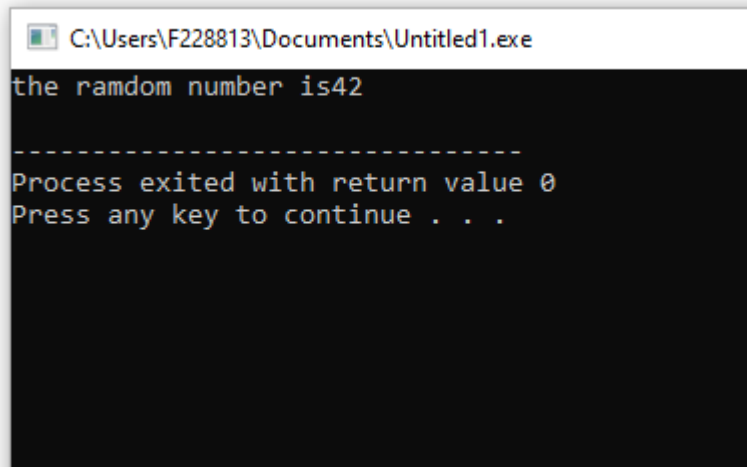 C:\Users\F228813\Documents\Untitled1.exe
the ramdom number is42
--------------------------------
Process exited with return value 0
Press any key to continue . . .